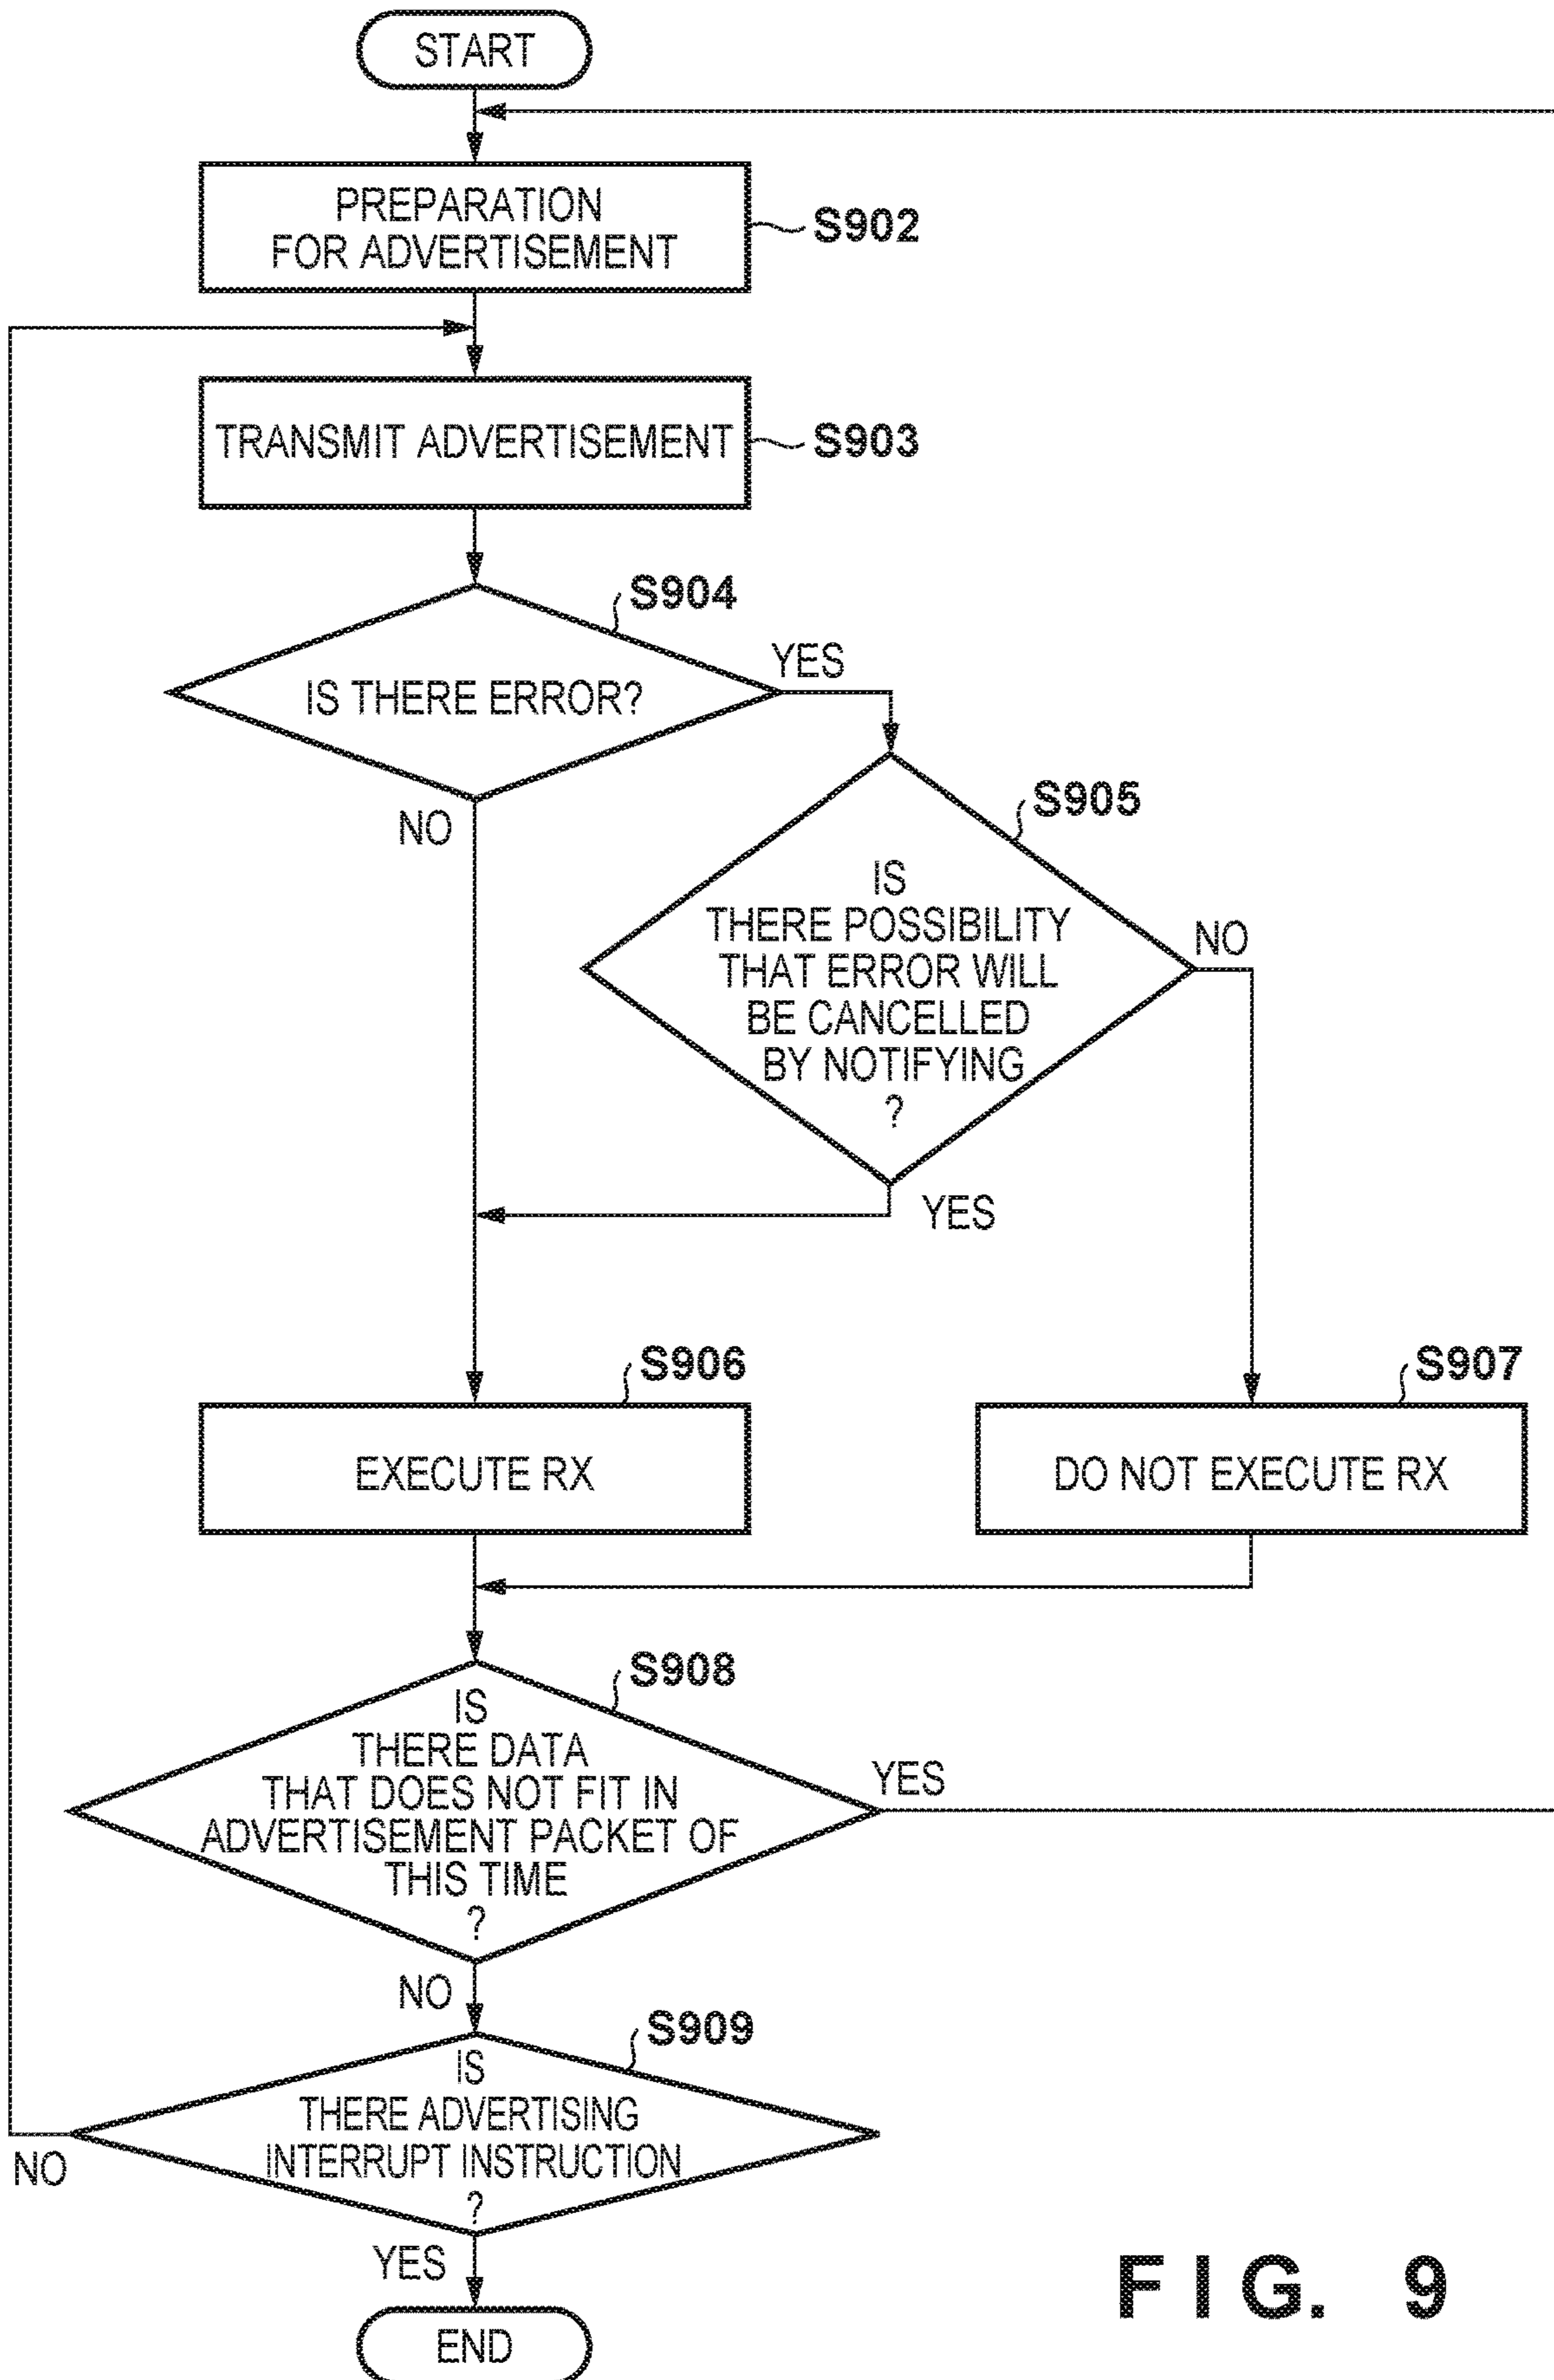 START
PREPARATION
FOR ADVERTISEMENT
S902
TRANSMIT ADVERTISEMENT
S903
S904
IS THERE ERROR?
YES
NO
S905
IS
THERE POSSIBILITY
THAT ERROR WILL
BE CANCELLED
BY NOTIFYING
?
NO
YES
S906
EXECUTE RX
S907
DO NOT EXECUTE RX
S908
IS
THERE DATA
THAT DOES NOT FIT IN
ADVERTISEMENT PACKET OF
THIS TIME
?
YES
NO
S909
IS
THERE ADVERTISING
INTERRUPT INSTRUCTION
?
NO
YES
END
FIG. 9